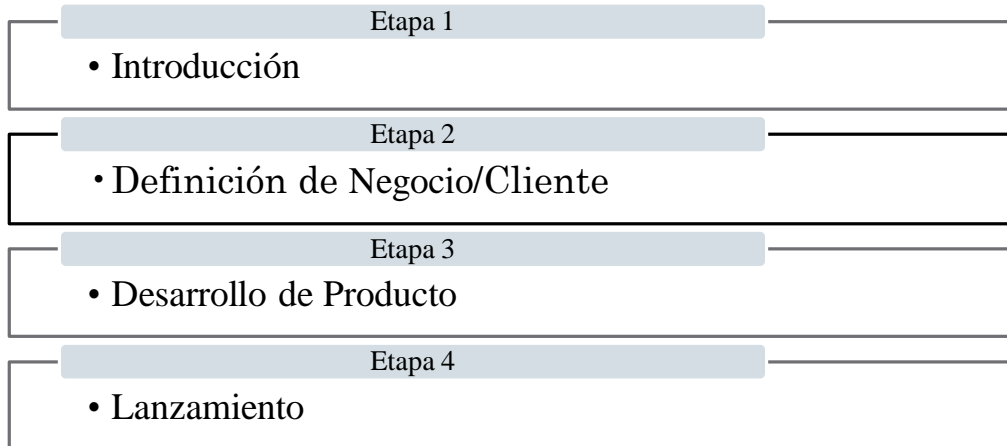 Etapa 1
• Introducción
Etapa 2
• Definición de Negocio/Cliente
Etapa 3
• Desarrollo de Producto
Etapa 4
• Lanzamiento